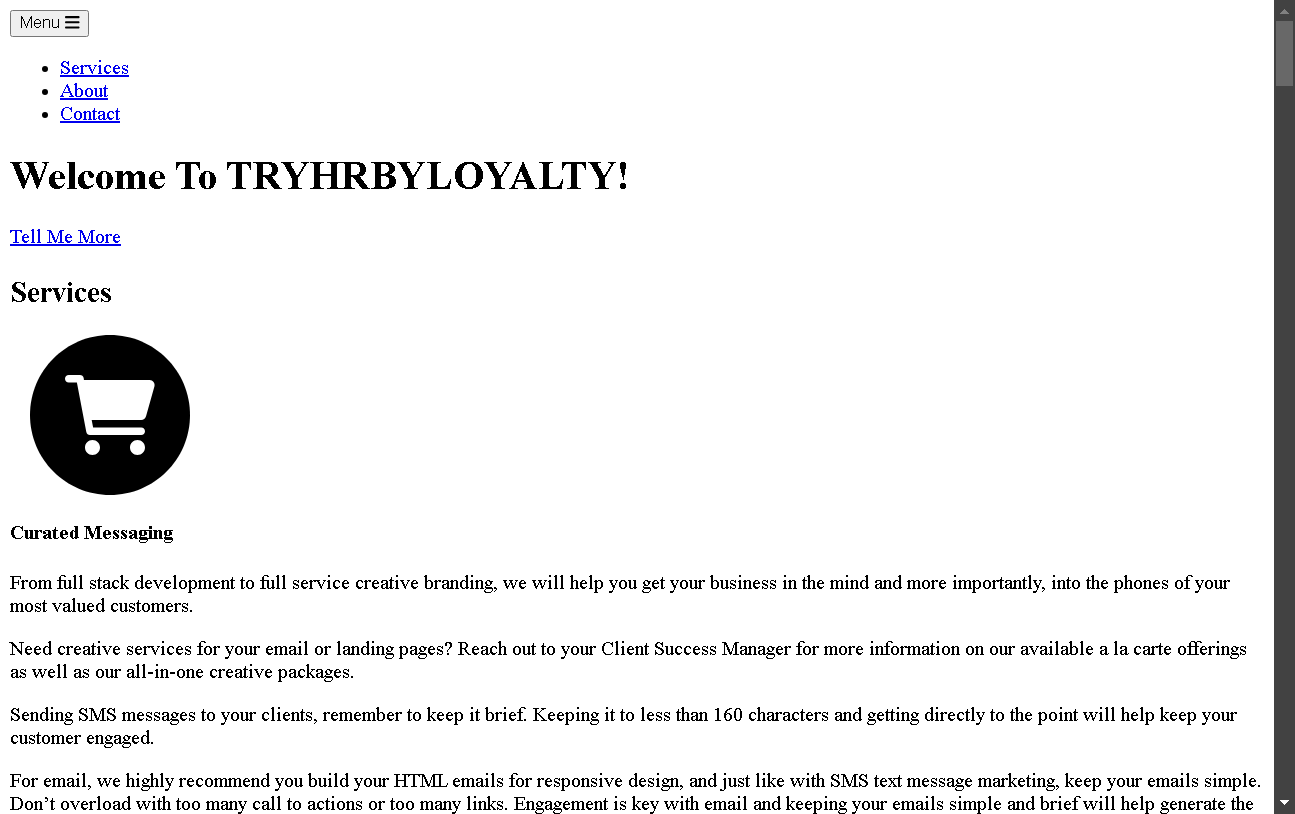 Menu
Services
About
Contact
Welcome To TRYHRBYLOYALTY!
Tell Me More
Services
Curated Messaging
From full stack development to full service creative branding, we will help you get your business in the mind and more importantly, into the phones of your
most valued customers.
Need creative services for your email or landing pages? Reach out to your Client Success Manager for more information on our available a la carte offerings
as well as our all-in-one creative packages.
Sending SMS messages to your clients, remember to keep it brief. Keeping it to less than 160 characters and getting directly to the point will help keep your
customer engaged.
For email, we highly recommend you build your HTML emails for responsive design, and just like with SMS text message marketing, keep your emails simple.
Don’t overload with too many call to actions or too many links. Engagement is key with email and keeping your emails simple and brief will help generate the